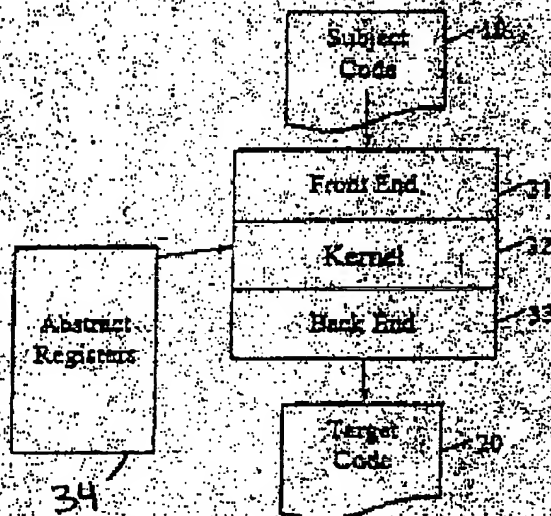 Subject
Code
Front End
31
Kernel
32
Back End
33
Abstract
Registers
34
Target
Code
20